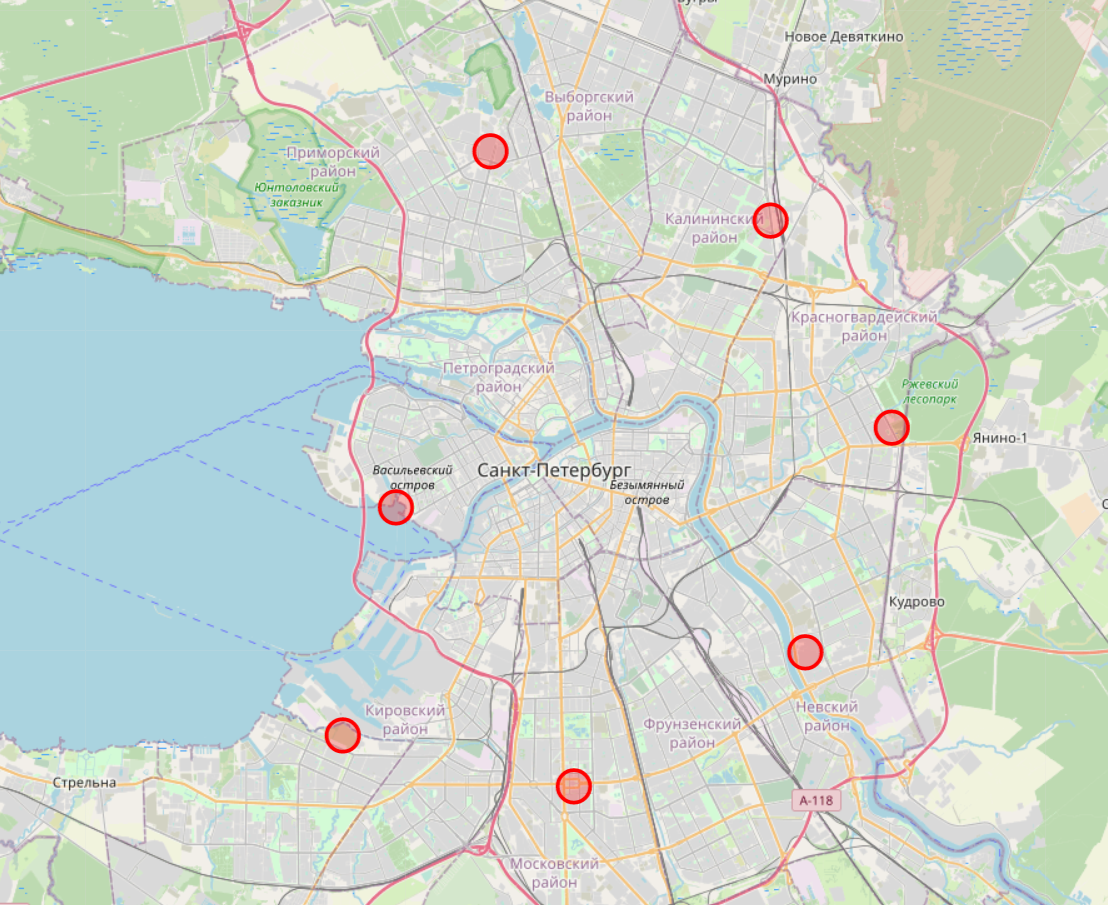 Бугры
Новое Девяткино
Мурино
Выборгский
район
Приморский
район
Юнтоловский
заказник
Калининский
район
Красногвардейский
район
Петроградский
район
Ржевский
лесопарк
Янино-1
Васильевский
остров
Санкт-Петербург
Безымянный
остров
Кудрово
Кировский
район
Невский
район
Фрунзенский
район
Стрельна
А-118
Московский
район